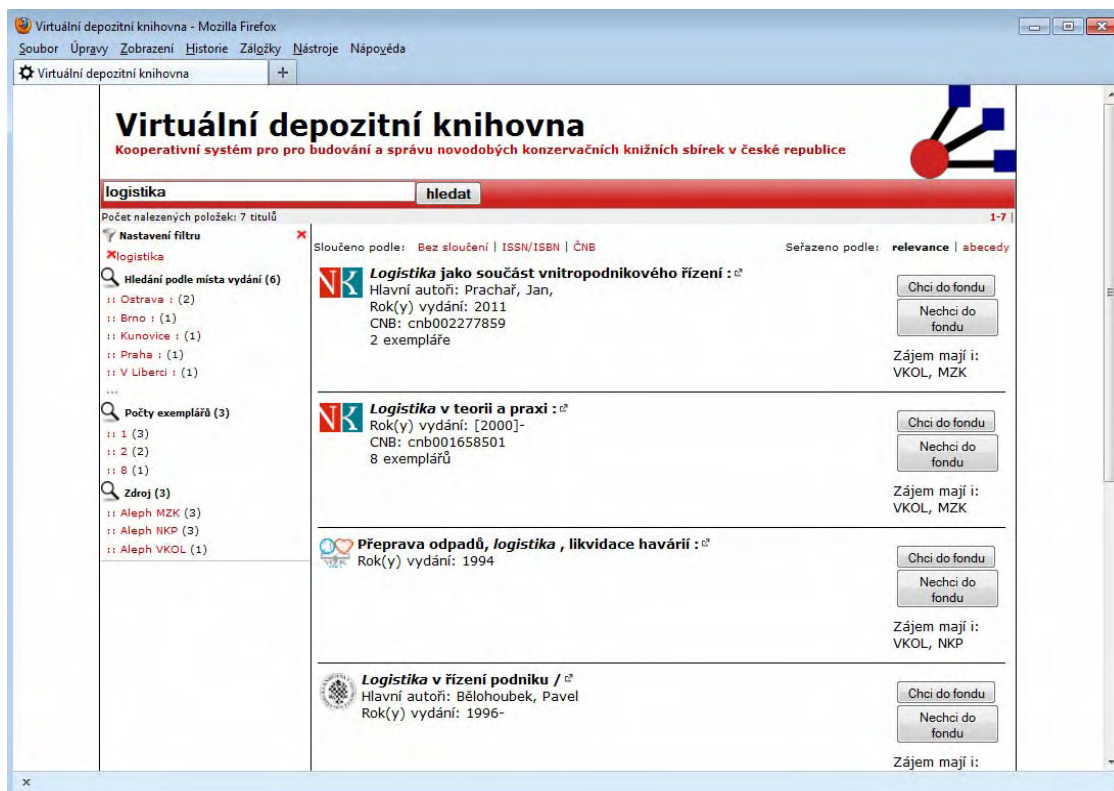 Virtuální depozitní knihovna - Mozilla Firefox
Soubor Úpravy Zobrazení Historie Záložky Nástroje Nápověda
Virtuální depozitní knihovna +
Virtuální depozitní knihovna
Kooperativní systém pro pro budování a správu novodobých konzervačních knižních sbírek v české republice
logistika hledat
Počet nalezených položek: 7 titulů 1-7 |
Nastavení filtru
logistika
Hledání podle místa vydání (6)
:: Ostrava : (2)
:: Brno : (1)
:: Kunovice : (1)
:: Praha : (1)
:: V Liberci : (1)
...
Počty exemplářů (3)
:: 1 (3)
:: 2 (2)
:: 8 (1)
Zdroj (3)
:: Aleph MZK (3)
:: Aleph NKP (3)
:: Aleph VKOL (1)
Sloučeno podle: Bez sloučení | ISSN/ISBN | ČNB Seřazeno podle: relevance | abecedy
NK
Logistika jako součást vnitropodnikového řízení :
Hlavní autoři: Prachař, Jan,
Rok(y) vydání: 2011
CNB: cnb002277859
2 exempláře
Chci do fondu
Nechci do
fondu
Zájem mají i:
VKOL, MZK
NK
Logistika v teorii a praxi :
Rok(y) vydání: [2000]-
CNB: cnb001658501
8 exemplářů
Chci do fondu
Nechci do
fondu
Zájem mají i:
VKOL, MZK
Přeprava odpadů, logistika , likvidace havárií :
Rok(y) vydání: 1994
Chci do fondu
Nechci do
fondu
Zájem mají i:
VKOL, NKP
Logistika v řízení podniku /
Hlavní autoři: Bělohoubek, Pavel
Rok(y) vydání: 1996-
Chci do fondu
Nechci do
fondu
Zájem mají i: